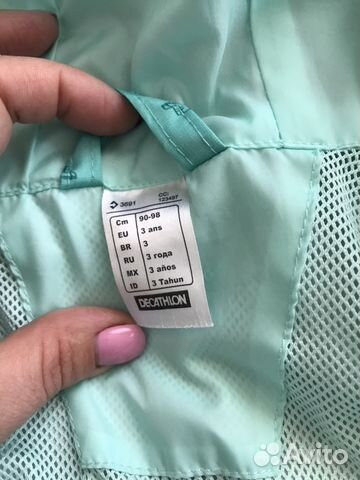 3691 CC: 123497
Cm 90-98
EU 3 ans
BR 3
RU 3 года
MX 3 años
ID 3 Tahun
DECATHLON
Avito